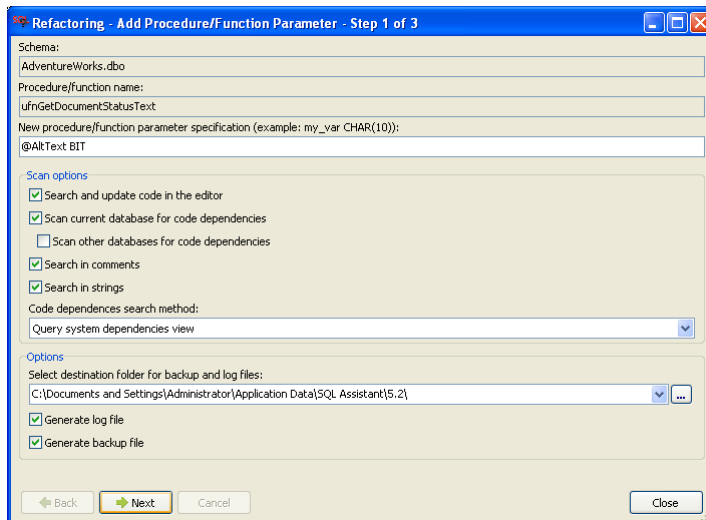 Refactoring - Add Procedure/Function Parameter - Step 1 of 3
Schema:
AdventureWorks.dbo
Procedure/function name:
ufnGetDocumentStatusText
New procedure/function parameter specification (example: my_var CHAR(10)):
@AltText BIT
Scan options
Search and update code in the editor
Scan current database for code dependencies
Scan other databases for code dependencies
Search in comments
Search in strings
Code dependences search method:
Query system dependencies view
Options
Select destination folder for backup and log files:
C:\Documents and Settings\Administrator\Application Data\SQL Assistant\5.2\
...
Generate log file
Generate backup file
Back Next Cancel Close